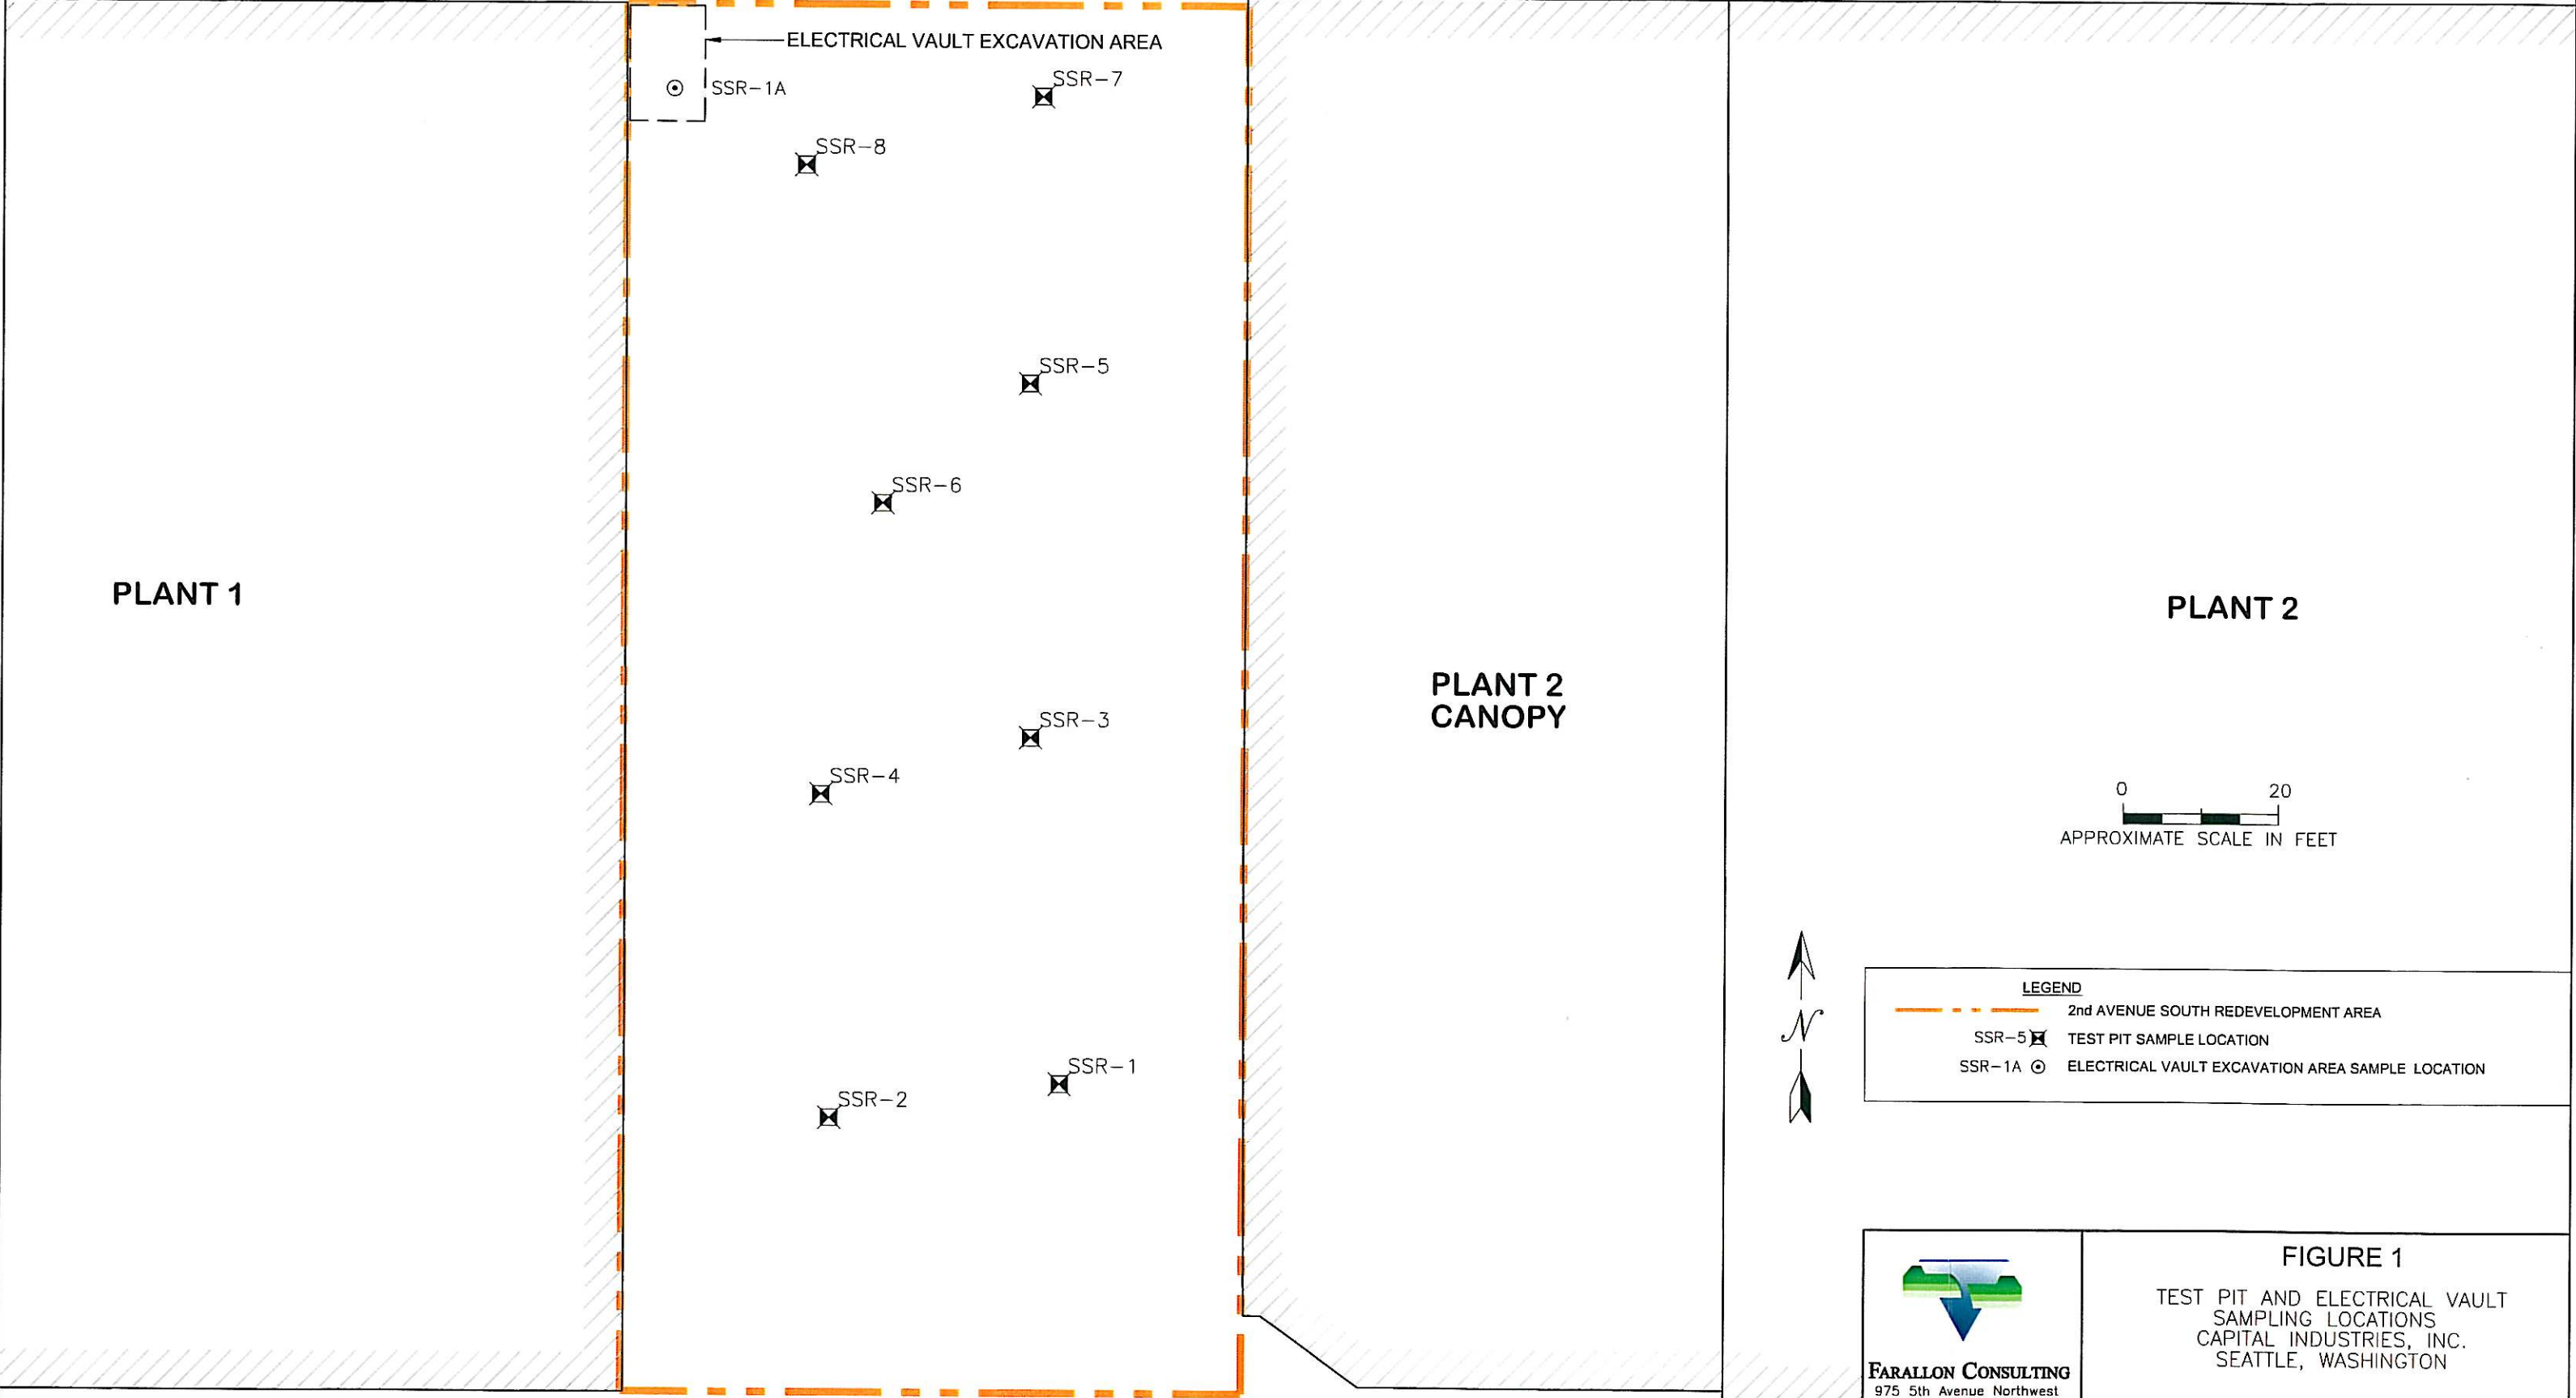 ELECTRICAL VAULT EXCAVATION AREA
SSR-1A
SSR-7
SSR-8
SSR-5
SSR-6
PLANT 1
PLANT 2
PLANT 2
CANOPY
SSR-3
SSR-4
0 20
APPROXIMATE SCALE IN FEET
N
SSR-1
SSR-2
LEGEND
2nd AVENUE SOUTH REDEVELOPMENT AREA
SSR-5 TEST PIT SAMPLE LOCATION
SSR-1A ELECTRICAL VAULT EXCAVATION AREA SAMPLE LOCATION
FARALLON CONSULTING
975 5th Avenue Northwest
FIGURE 1
TEST PIT AND ELECTRICAL VAULT
SAMPLING LOCATIONS
CAPITAL INDUSTRIES, INC.
SEATTLE, WASHINGTON